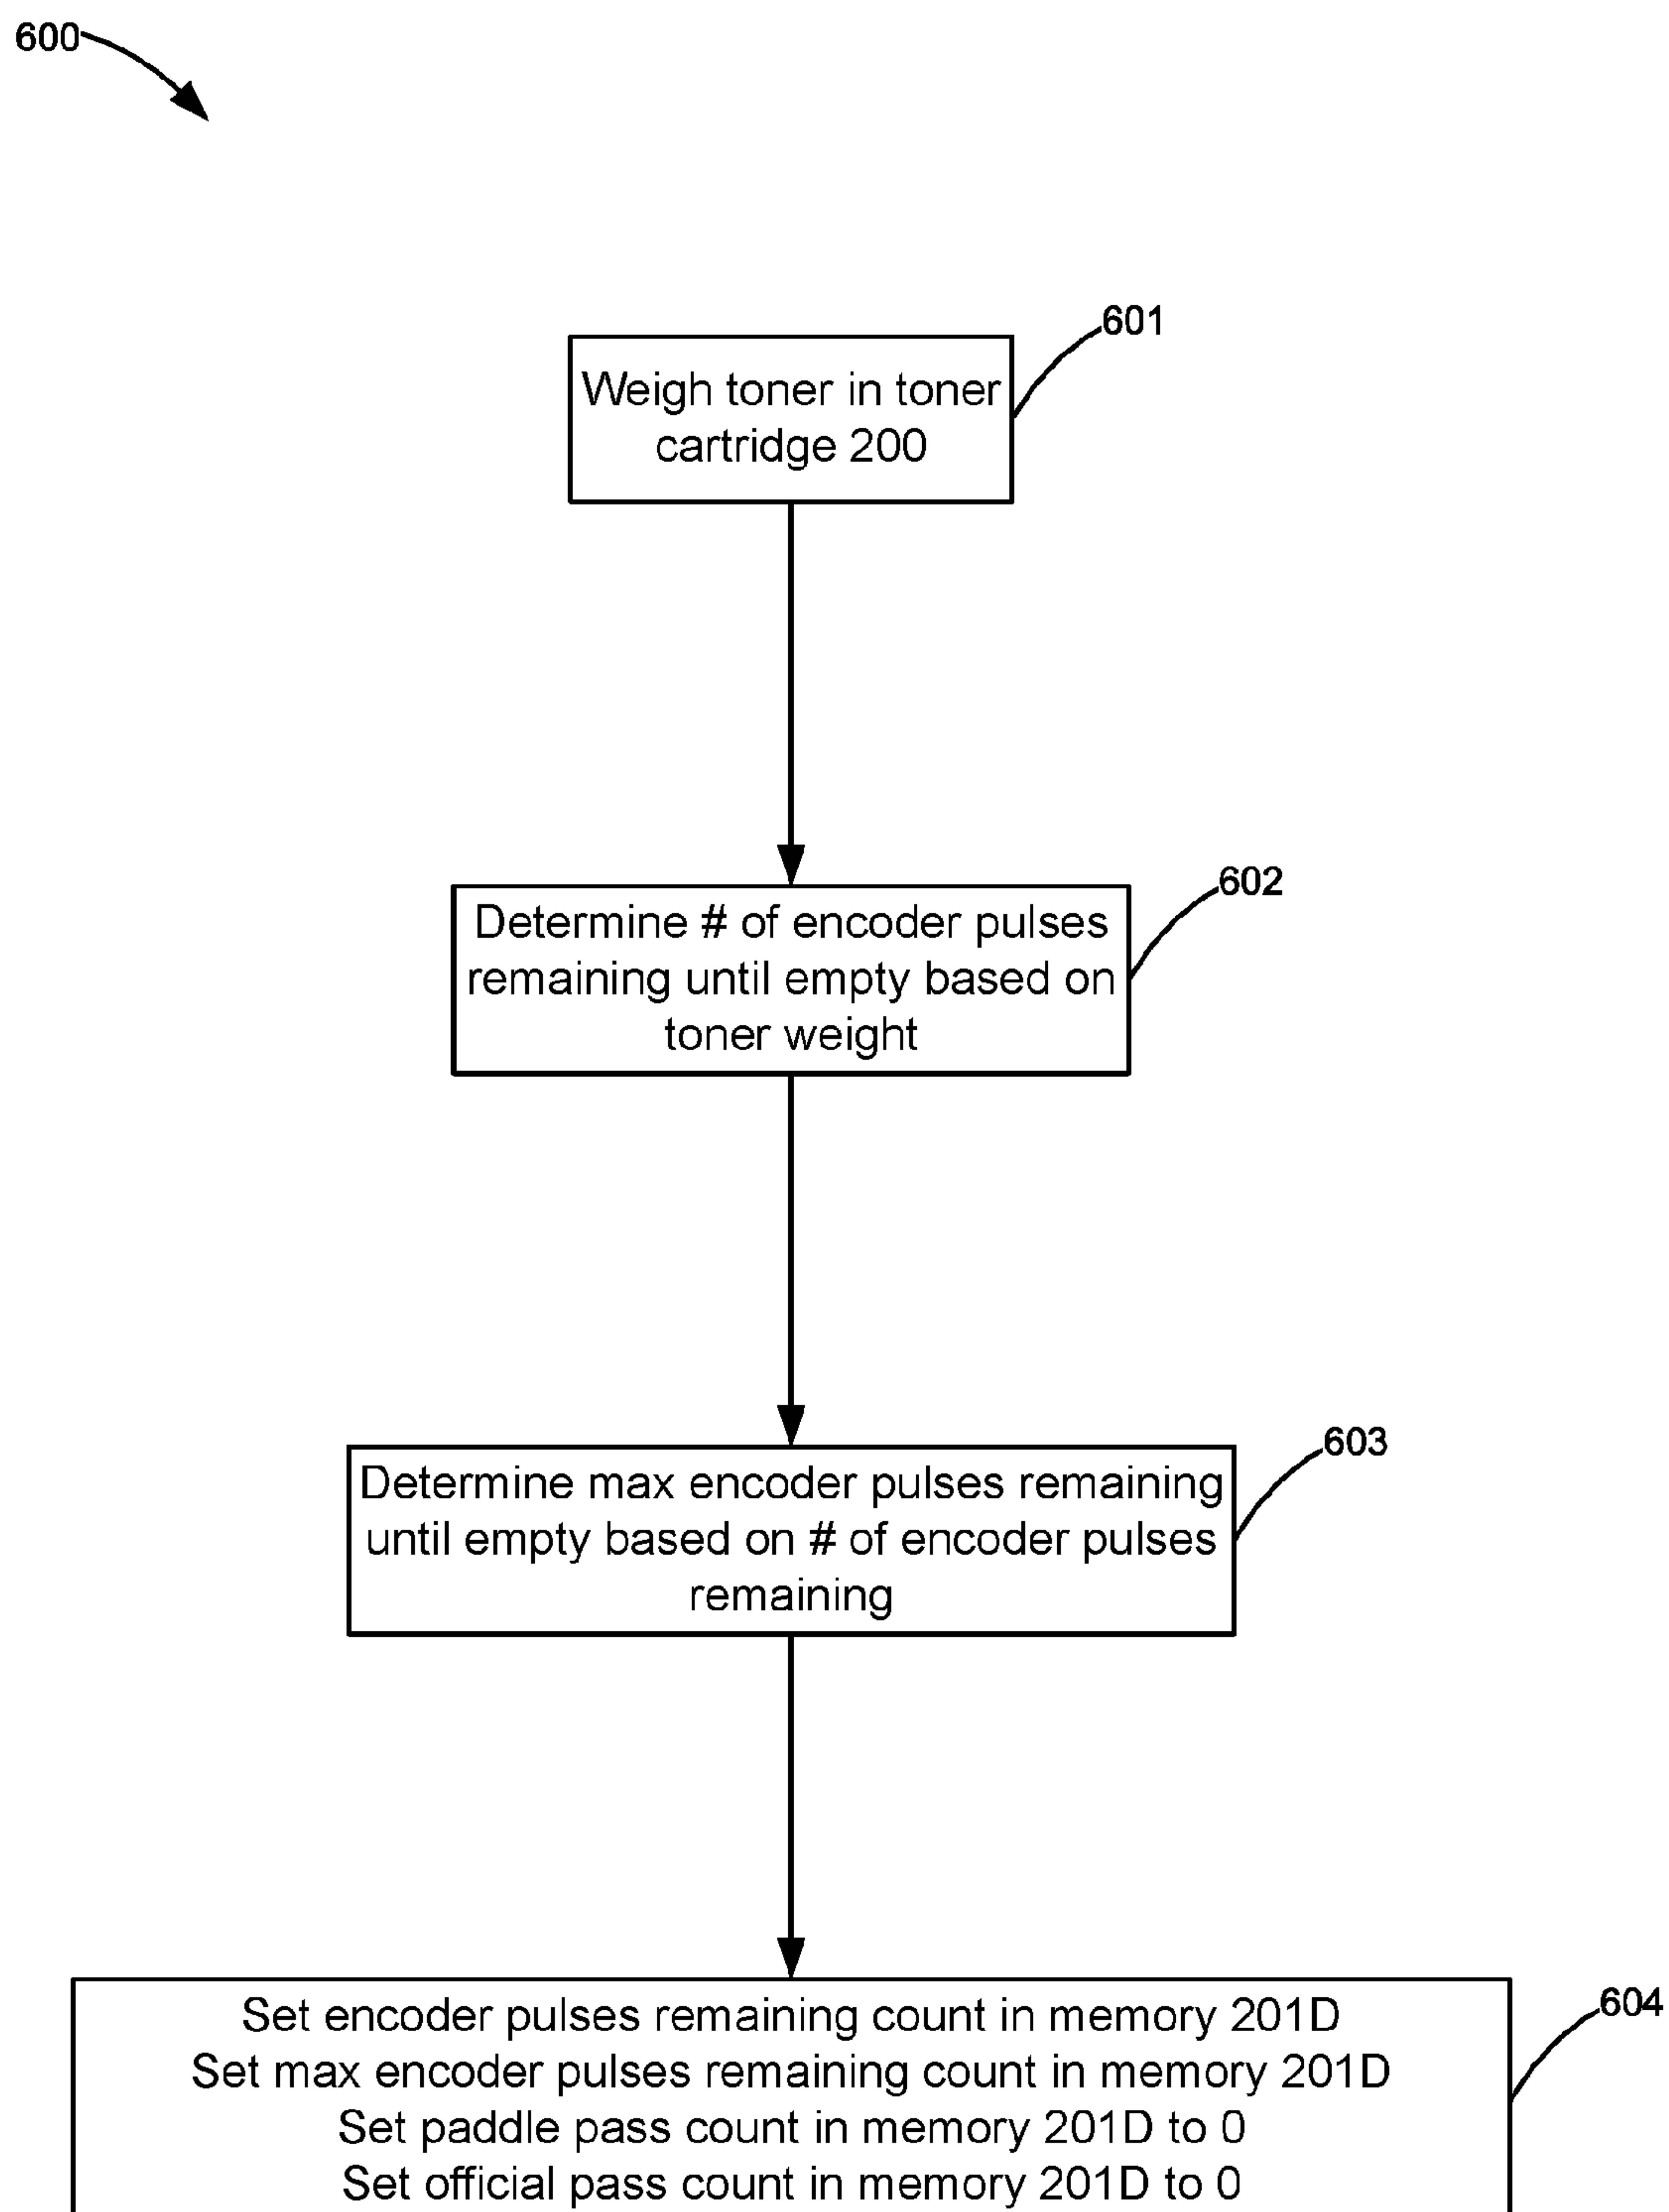 600
601
Weigh toner in toner
cartridge 200
602
Determine # of encoder pulses
remaining until empty based on
toner weight
603
Determine max encoder pulses remaining
until empty based on # of encoder pulses
remaining
604
Set encoder pulses remaining count in memory 201D
Set max encoder pulses remaining count in memory 201D
Set paddle pass count in memory 201D to 0
Set official pass count in memory 201D to 0